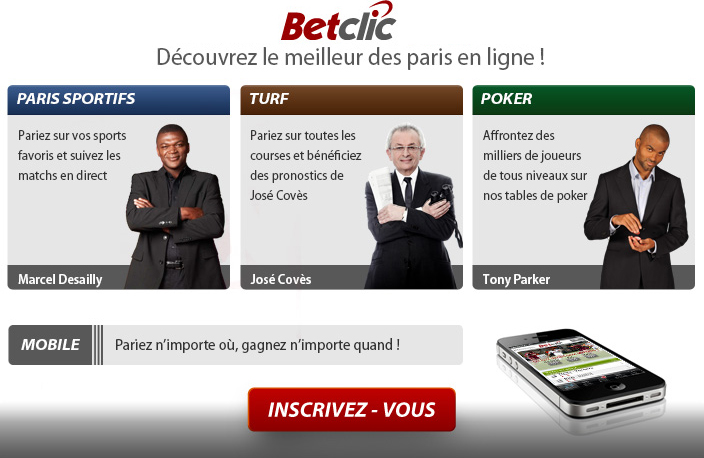 Betclic
Découvrez le meilleur des paris en ligne !
PARIS SPORTIFS
Pariez sur vos sports
favoris et suivez les
matchs en direct
Marcel Desailly
TURF
Pariez sur toutes les
courses et bénéficiez
des pronostics de
José Covès
José Covès
POKER
Affrontez des
milliers de joueurs
de tous niveaux sur
nos tables de poker
Tony Parker
MOBILE
Pariez n’importe où, gagnez n’importe quand !
Betclic
INSCRIVEZ - VOUS